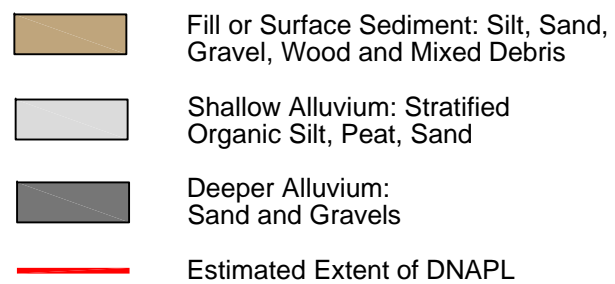 Fill or Surface Sediment: Silt, Sand,
Gravel, Wood and Mixed Debris
Shallow Alluvium: Stratified
Organic Silt, Peat, Sand
Deeper Alluvium:
Sand and Gravels
Estimated Extent of DNAPL